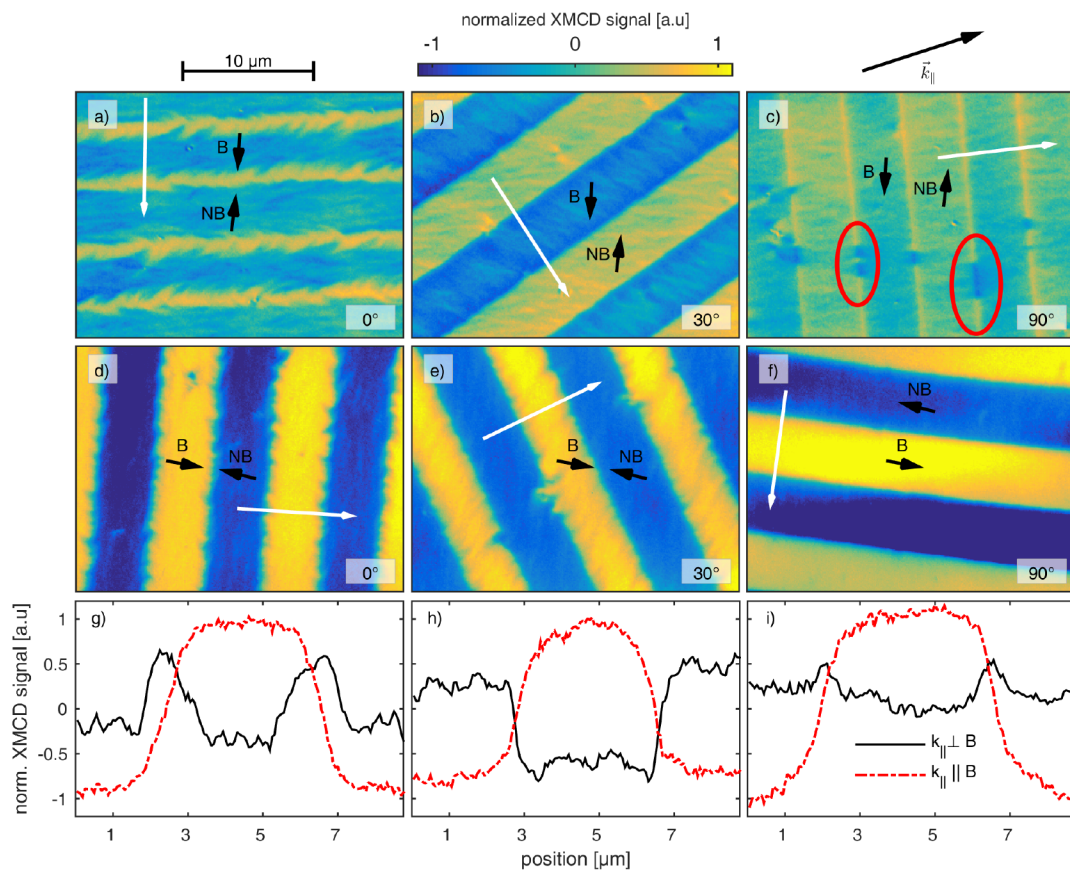 normalized XMCD signal [a.u]
-1 0 1
10 µm
k⃗∥
a) B NB 0°
b) B NB 30°
c) B NB 90°
d) B NB 0°
e) B NB 30°
f) NB B 90°
norm. XMCD signal [a.u]
1
0.5
0
-0.5
-1
g)
h)
i)
k∥ ⊥ B
k∥ || B
1 3 5 7
1 3 5 7
1 3 5 7
position [µm]